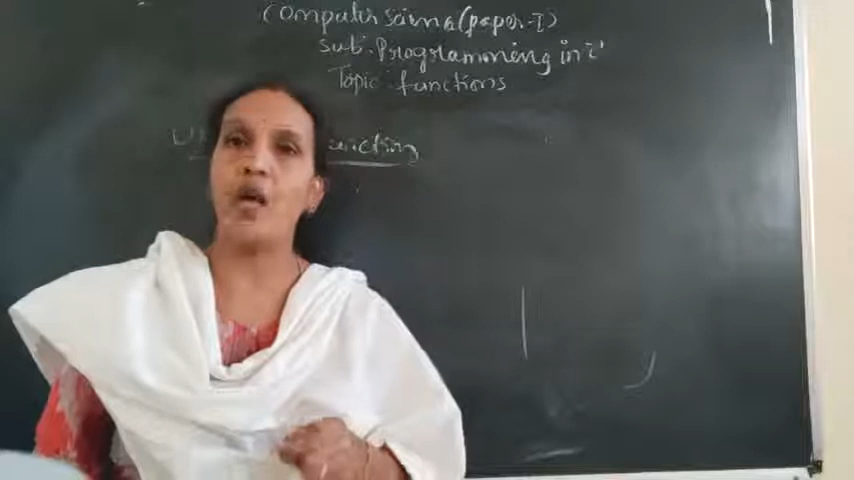 Computer science (paper-I)
Sub: Programming in 'c'
Topic functions